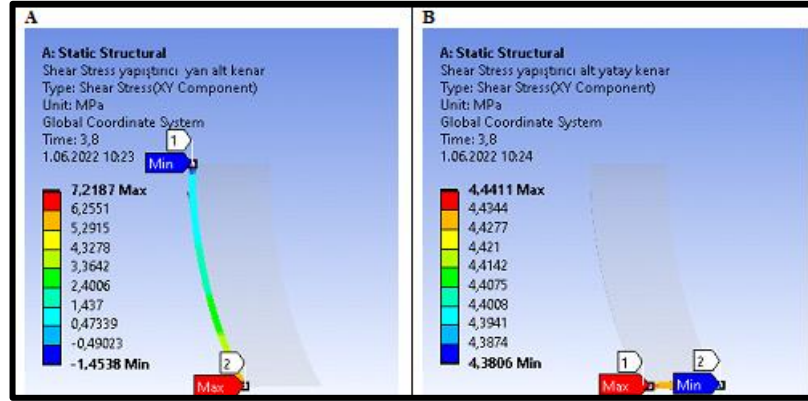 A
A: Static Structural
Shear Stress yapıştırıcı yan alt kenar
Type: Shear Stress(XY Component)
Unit: MPa
Global Coordinate System
Time: 3,8
1.06.2022 10:23
1
Min
7,2187 Max
6,2551
5,2915
4,3278
3,3642
2,4006
1,437
0,47339
-0,49023
-1,4538 Min
2
Max
B
A: Static Structural
Shear Stress yapıştırıcı alt yatay kenar
Type: Shear Stress(XY Component)
Unit: MPa
Global Coordinate System
Time: 3,8
1.06.2022 10:24
4,4411 Max
4,4344
4,4277
4,421
4,4142
4,4075
4,4008
4,3941
4,3874
4,3806 Min
1
2
Max
Min